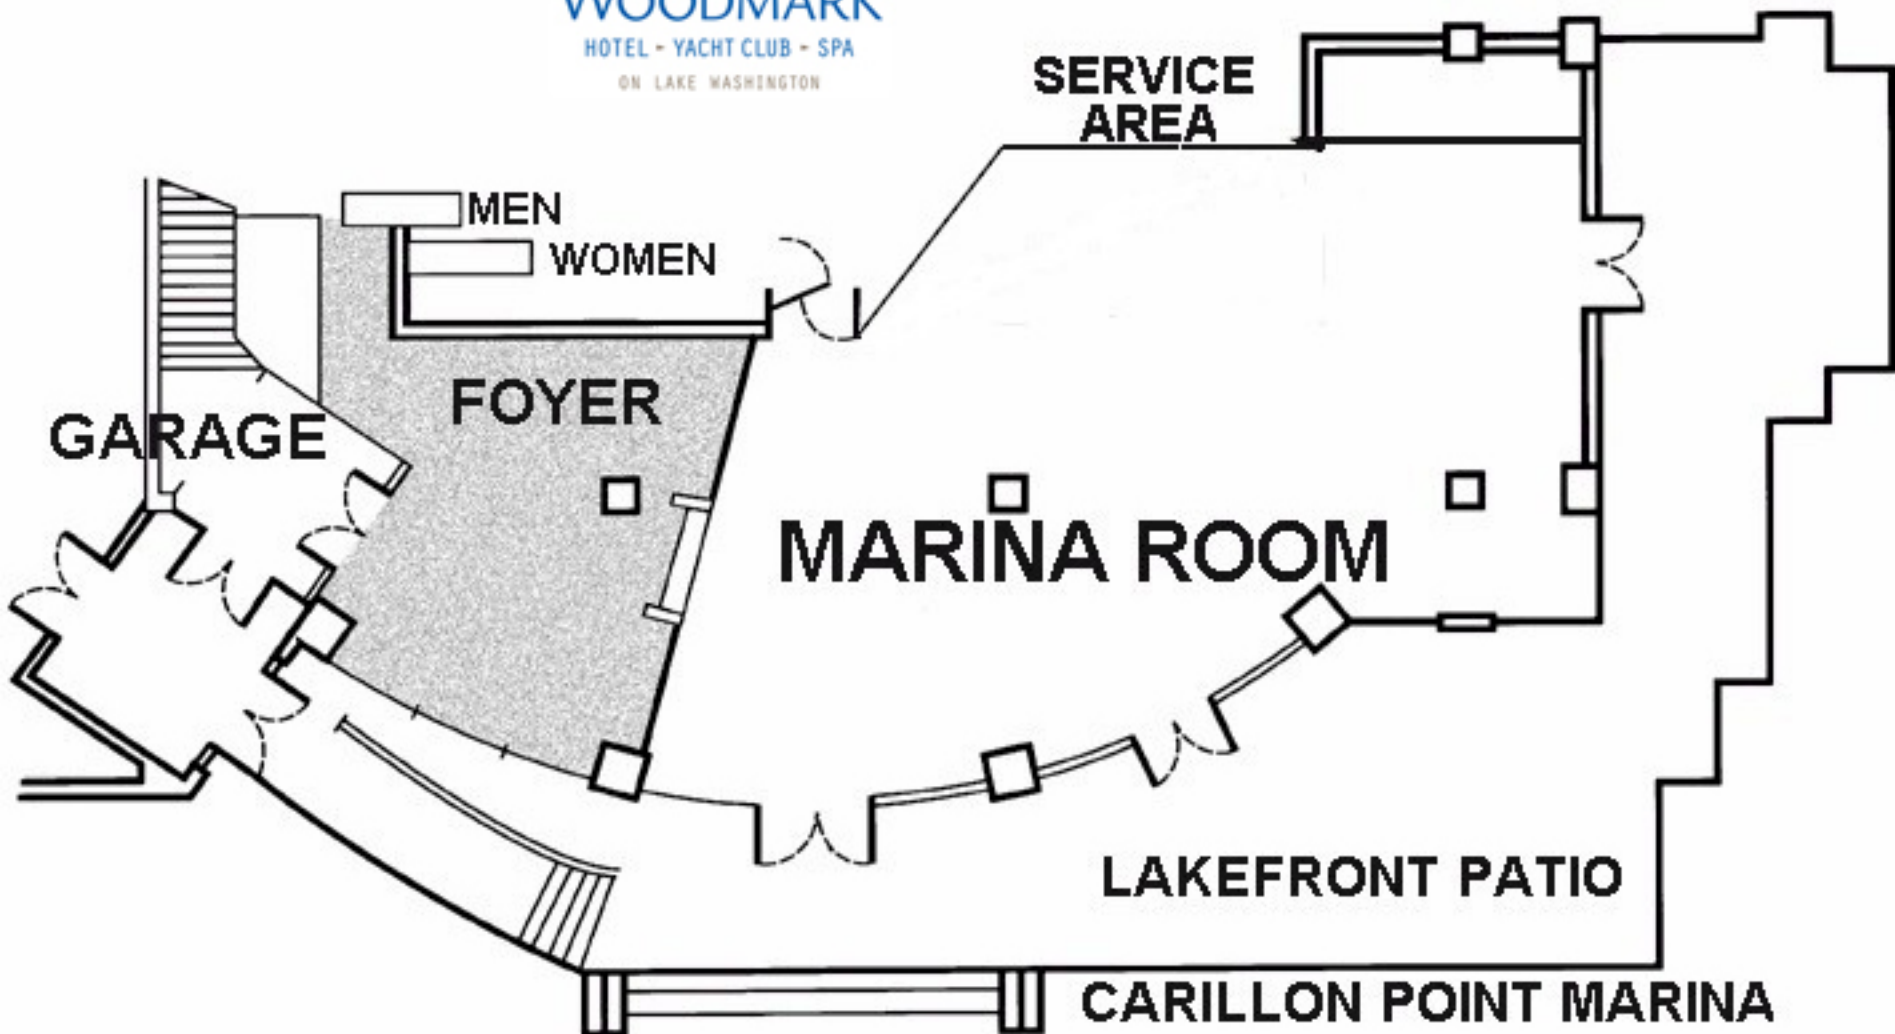 WOODMARK
HOTEL - YACHT CLUB - SPA
ON LAKE WASHINGTON
SERVICE
AREA
MEN
WOMEN
FOYER
GARAGE
MARINA ROOM
LAKEFRONT PATIO
CARILLON POINT MARINA